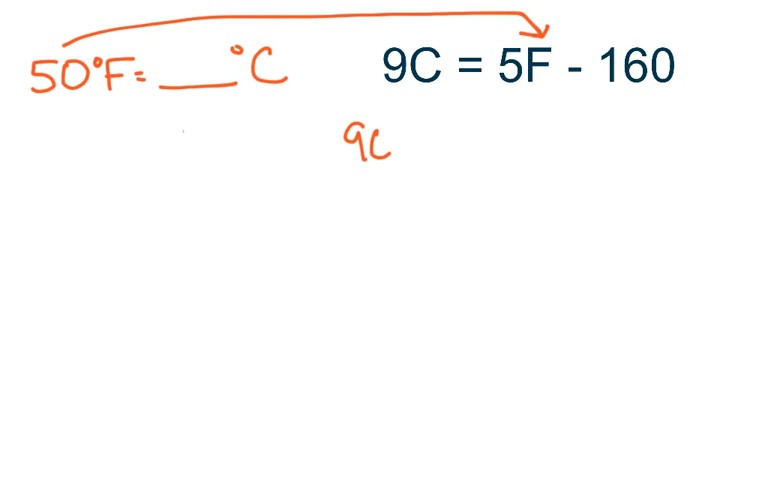 50°F = ___°C 9C = 5F - 160
9C